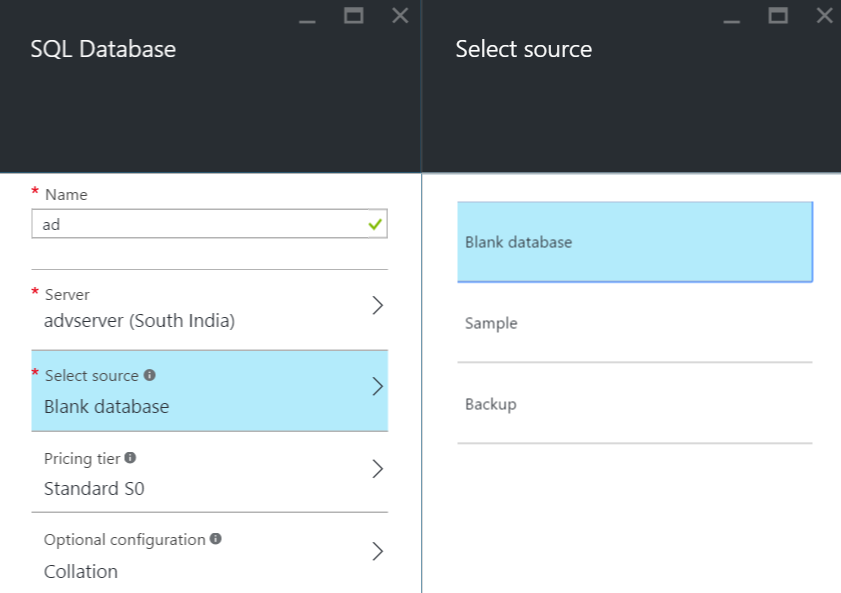 SQL Database
* Name
ad
* Server
advserver (South India)
* Select source
Blank database
Pricing tier
Standard S0
Optional configuration
Collation
Select source
Blank database
Sample
Backup